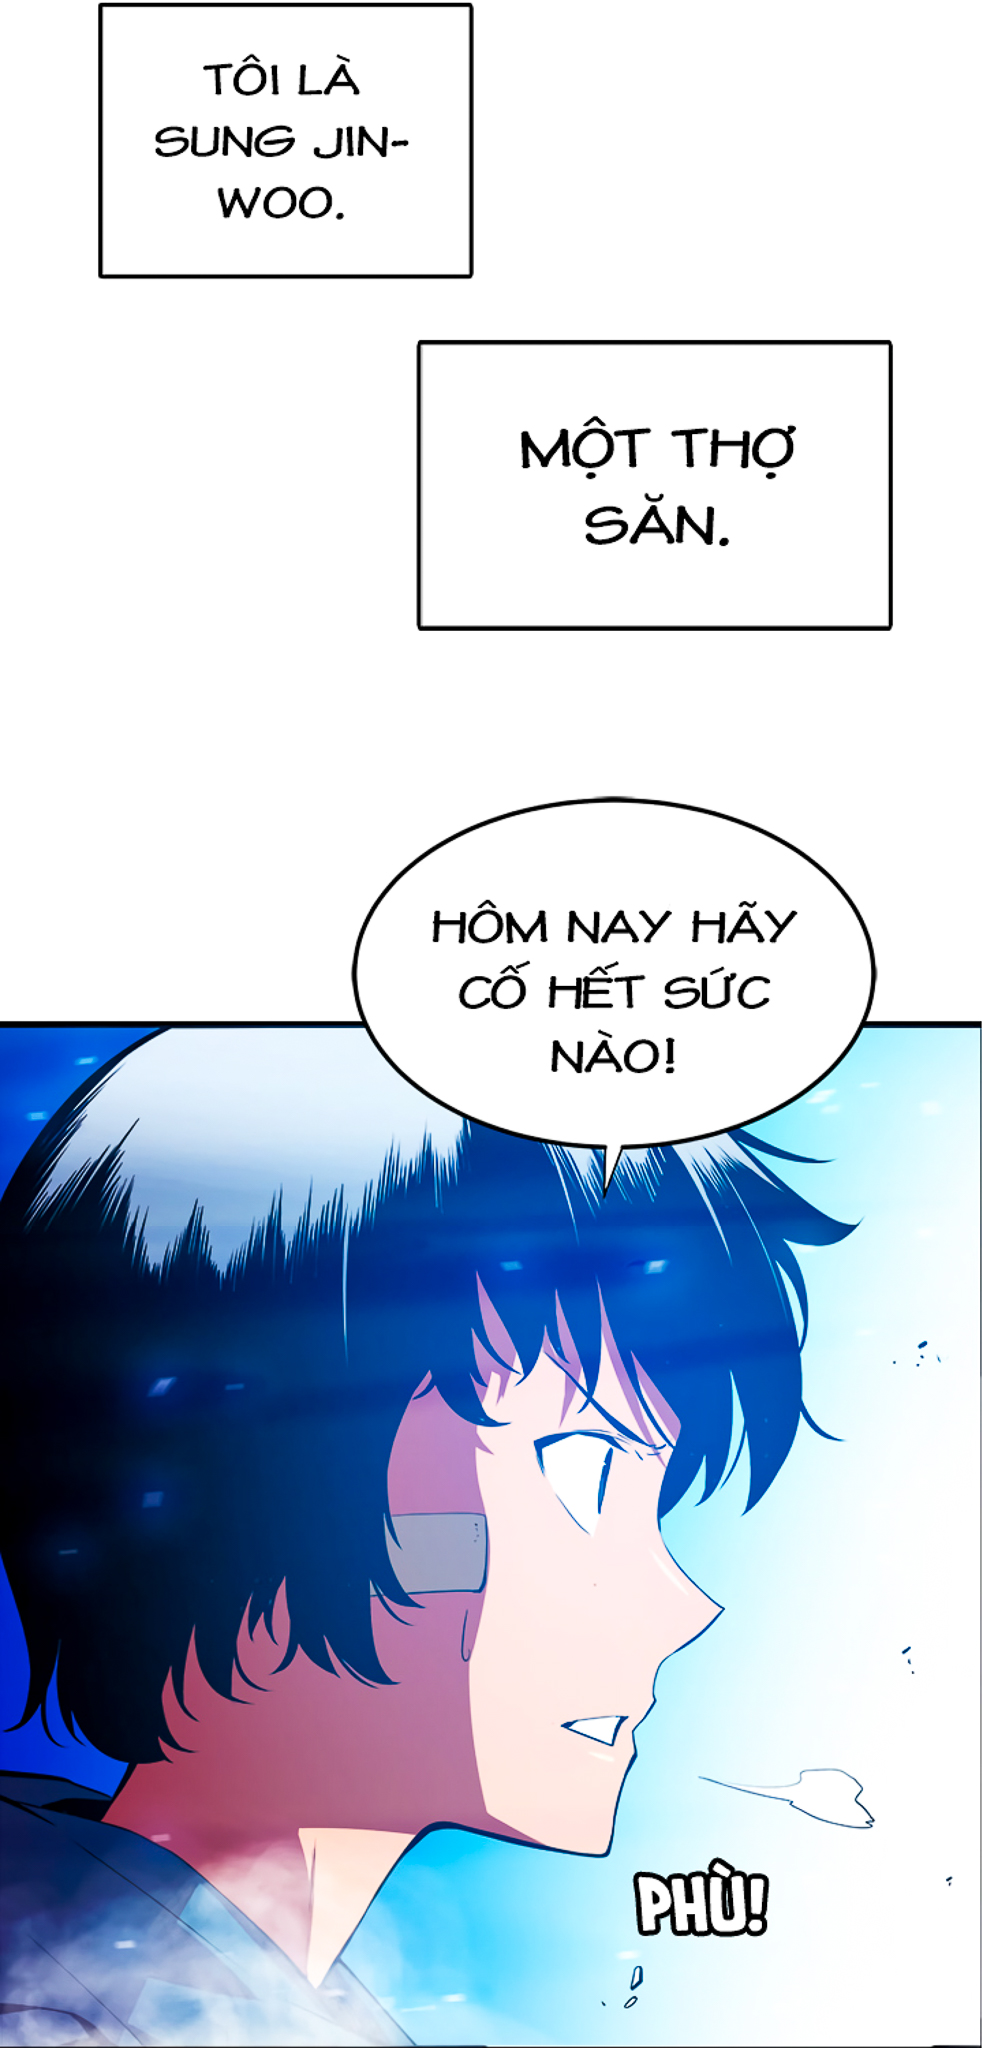 TÔI LÀ
SUNG JIN-
WOO.
MỘT THỢ
SĂN.
HÔM NAY HÃY
CỐ HẾT SỨC
NÀO!
PHÙ!